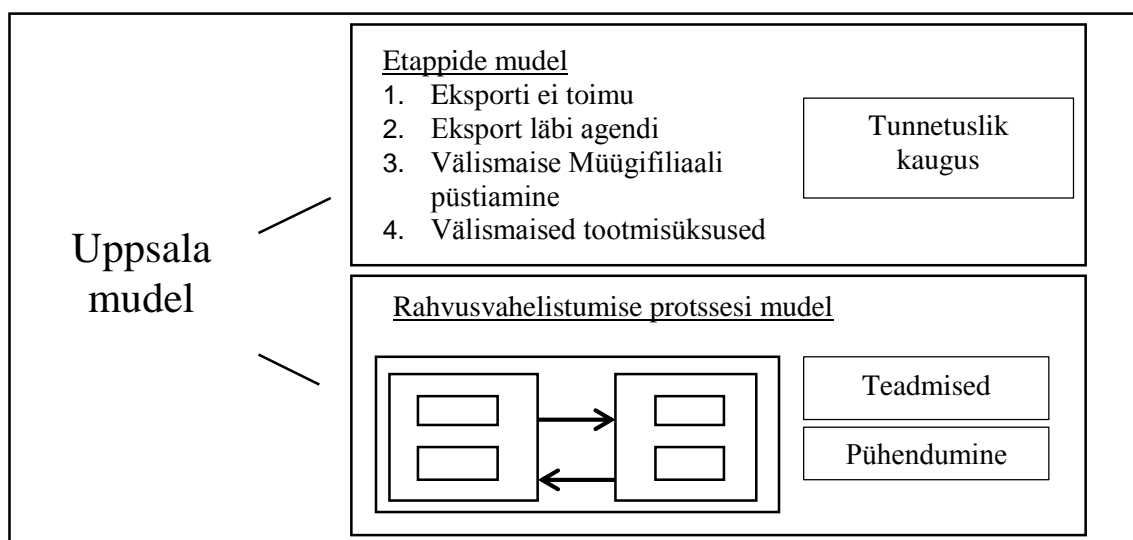 Uppsala
mudel
Etappide mudel
1. Eksporti ei toimu
2. Eksport läbi agendi
3. Välismaise Müügifiliaali
püstiamine
4. Välismaised tootmisüksused
Tunnetuslik
kaugus
Rahvusvahelistumise protssesi mudel
Teadmised
Pühendumine